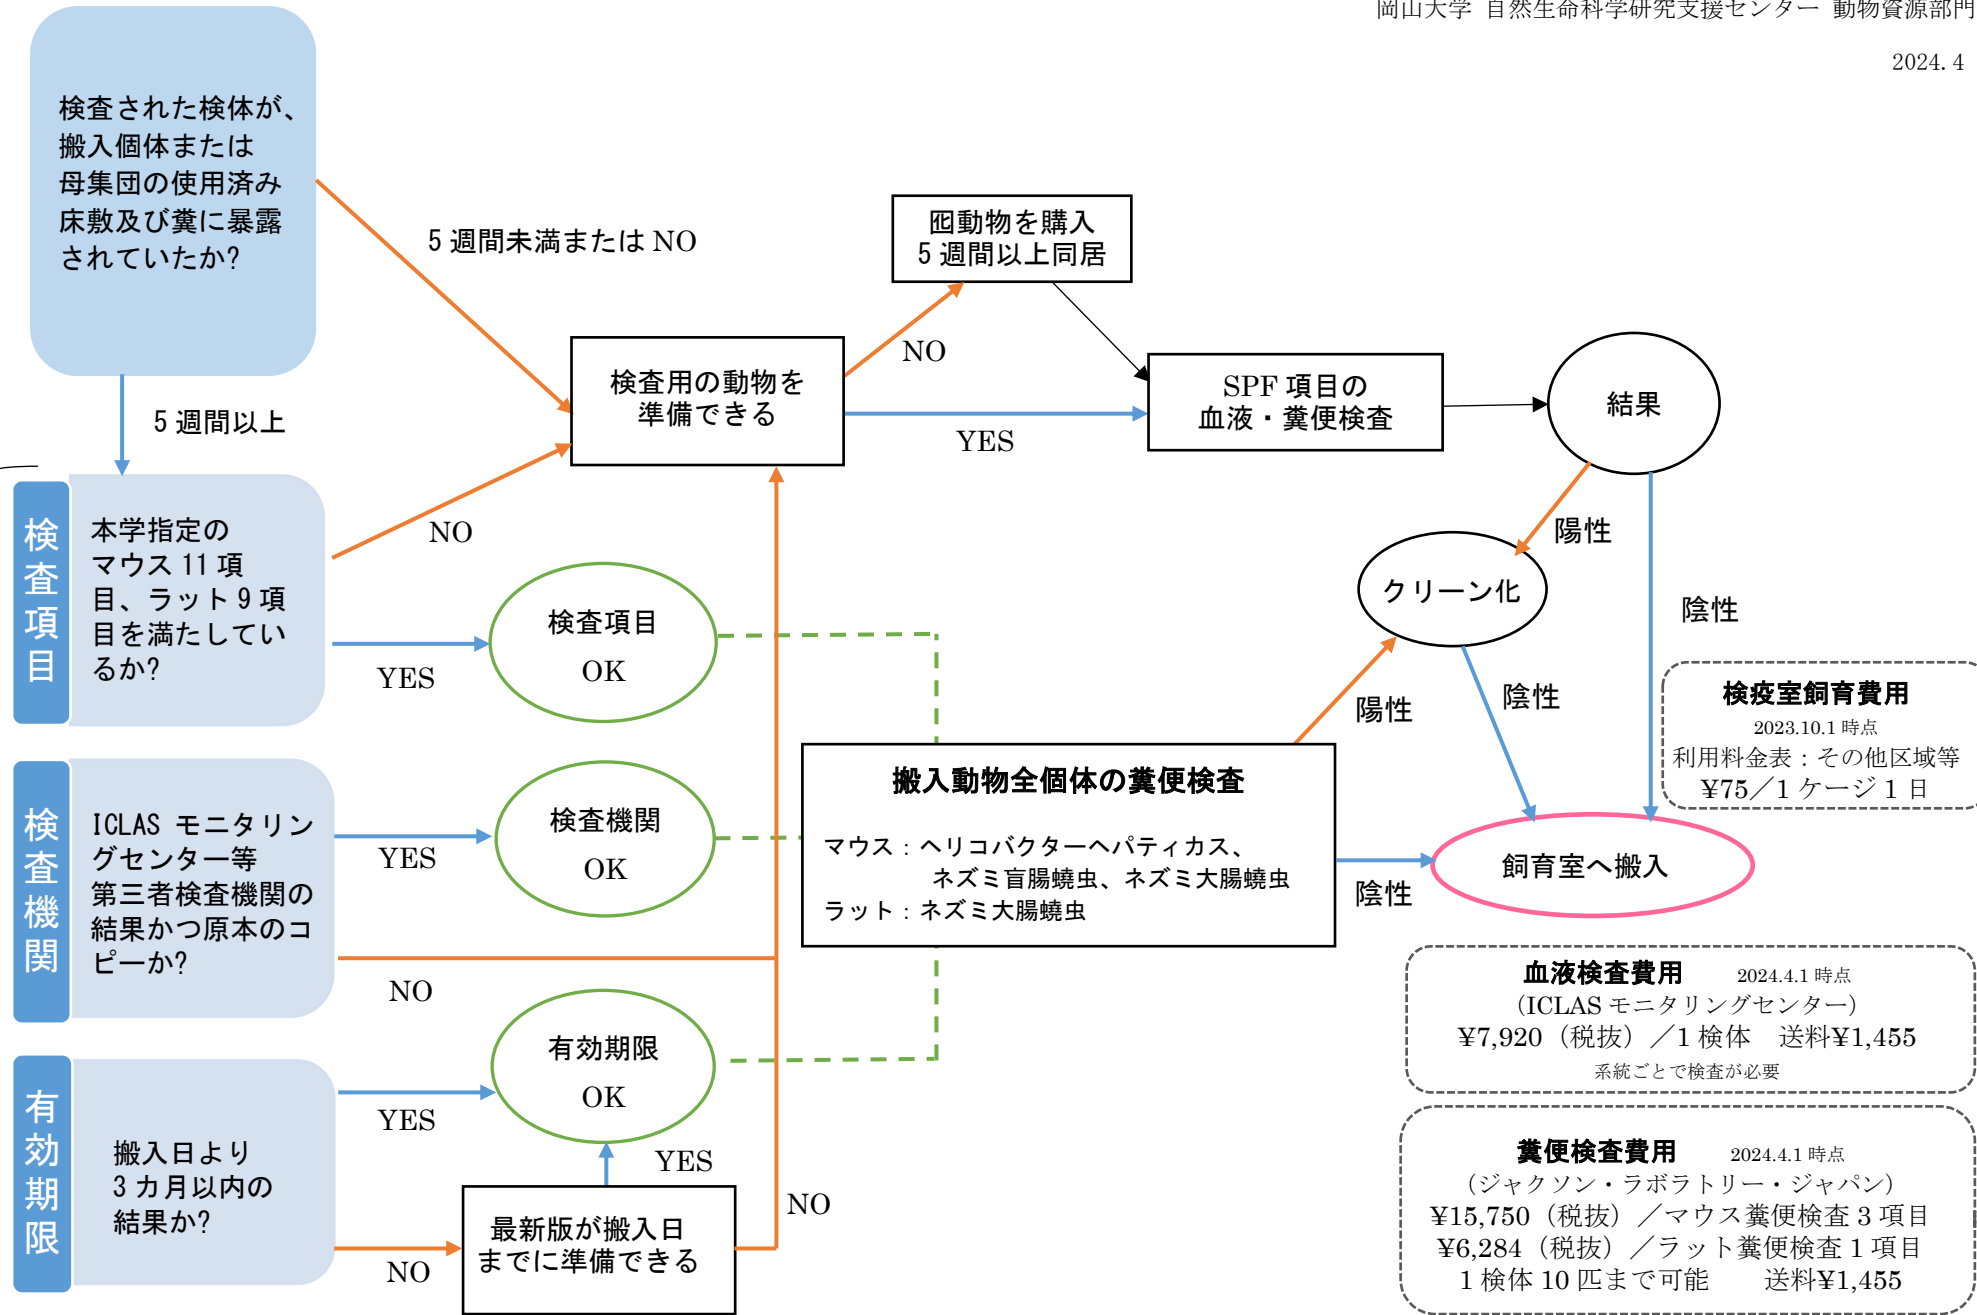 岡山大学 自然生命科学研究支援センター 動物資源部門
2024.4
検査された検体が、
搬入個体または
母集団の使用済み
床敷及び糞に暴露
されていたか?
5 週間未満または NO
5 週間以上
囮動物を購入
5 週間以上同居
検査用の動物を
準備できる
NO
YES
SPF 項目の
血液・糞便検査
結果
陽性
陰性
クリーン化
陽性
陰性
検査項目
本学指定の
マウス 11 項
目、ラット 9 項
目を満たしてい
るか?
NO
YES
検査項目
OK
検査機関
ICLAS モニタリン
グセンター等
第三者検査機関の
結果かつ原本のコ
ピーか?
YES
NO
検査機関
OK
搬入動物全個体の糞便検査
マウス：ヘリコバクターヘパティカス、
ネズミ盲腸蟯虫、ネズミ大腸蟯虫
ラット：ネズミ大腸蟯虫
陰性
飼育室へ搬入
有効期限
搬入日より
3 カ月以内の
結果か?
YES
NO
有効期限
OK
YES
最新版が搬入日
までに準備できる
NO
検疫室飼育費用
2023.10.1 時点
利用料金表：その他区域等
¥75／1 ケージ 1 日
血液検査費用 2024.4.1 時点
（ICLAS モニタリングセンター）
¥7,920（税抜）／1 検体 送料¥1,455
系統ごとで検査が必要
糞便検査費用 2024.4.1 時点
（ジャクソン・ラボラトリー・ジャパン）
¥15,750（税抜）／マウス糞便検査 3 項目
¥6,284（税抜）／ラット糞便検査 1 項目
1 検体 10 匹まで可能 送料¥1,455